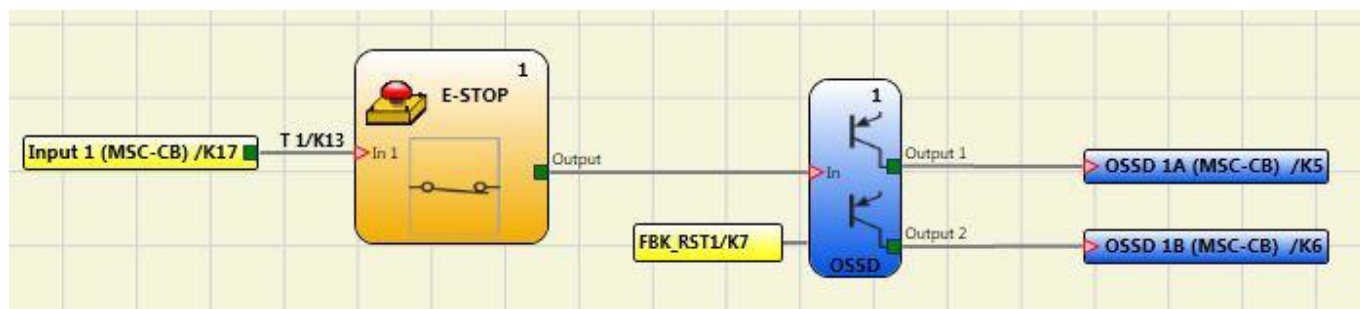 1
E-STOP
Input 1 (MSC-CB) /K17
T 1/K13
In 1
Output
FBK_RST1/K7
1
In
OSSD
Output 1
Output 2
OSSD 1A (MSC-CB) /K5
OSSD 1B (MSC-CB) /K6